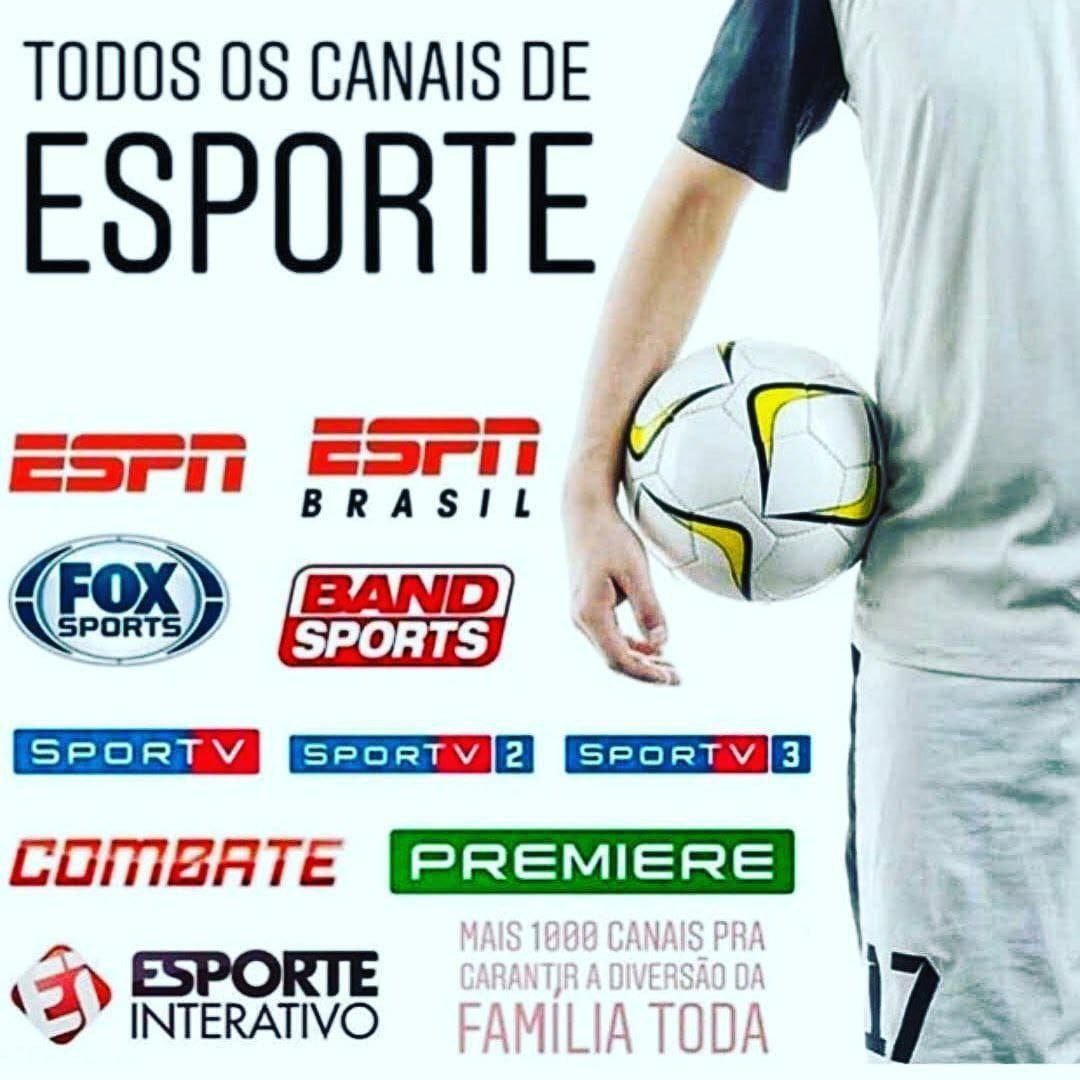 TODOS OS CANAIS DE
ESPORTE
ESPN
ESPN
BRASIL
FOX
SPORTS
BAND
SPORTS
SPORTV
SPORTV 2
SPORTV 3
COMBATE
PREMIERE
EI ESPORTE
INTERATIVO
MAIS 1000 CANAIS PRA
GARANTIR A DIVERSÃO DA
FAMÍLIA TODA
17